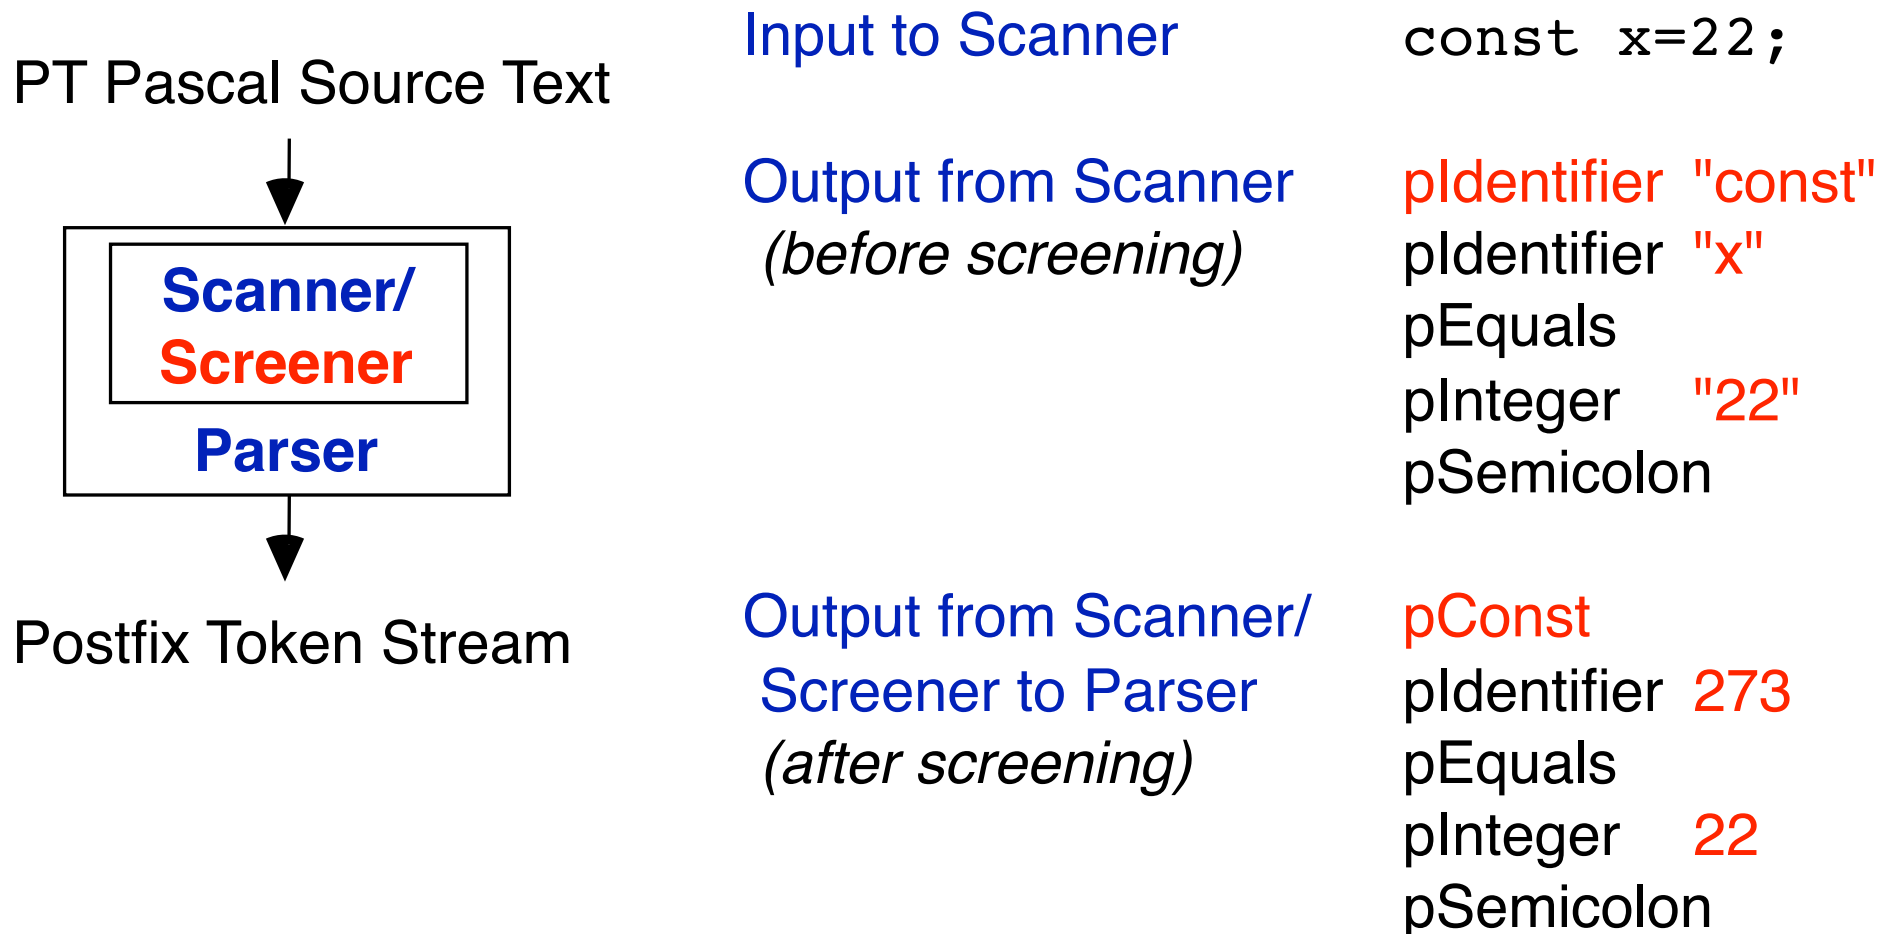 PT Pascal Source Text
Scanner/
Screener
Parser
Postfix Token Stream
Input to Scanner const x=22;
Output from Scanner pIdentifier "const"
(before screening) pIdentifier "x"
pEquals
pInteger "22"
pSemicolon
Output from Scanner/ pConst
Screener to Parser pIdentifier 273
(after screening) pEquals
pInteger 22
pSemicolon